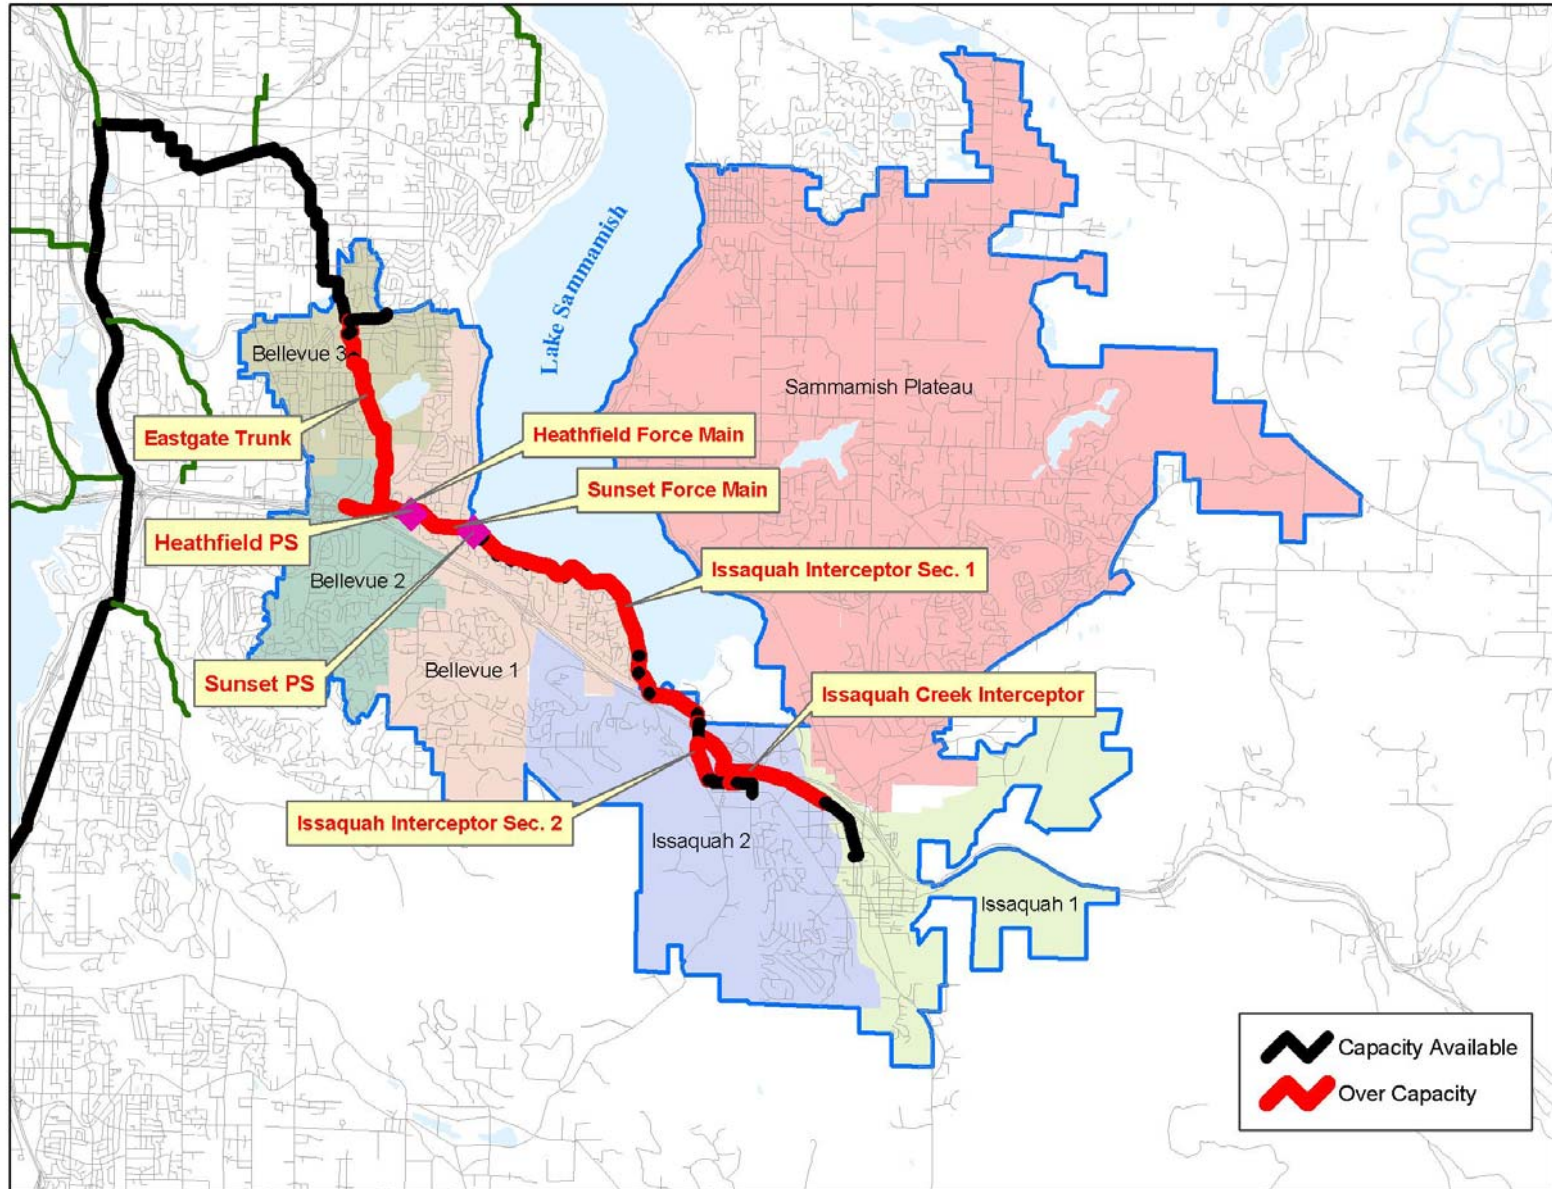 Lake Sammamish
Bellevue 3
Sammamish Plateau
Eastgate Trunk
Heathfield Force Main
Sunset Force Main
Heathfield PS
Issaquah Interceptor Sec. 1
Bellevue 2
Bellevue 1
Sunset PS
Issaquah Creek Interceptor
Issaquah Interceptor Sec. 2
Issaquah 2
Issaquah 1
Capacity Available
Over Capacity